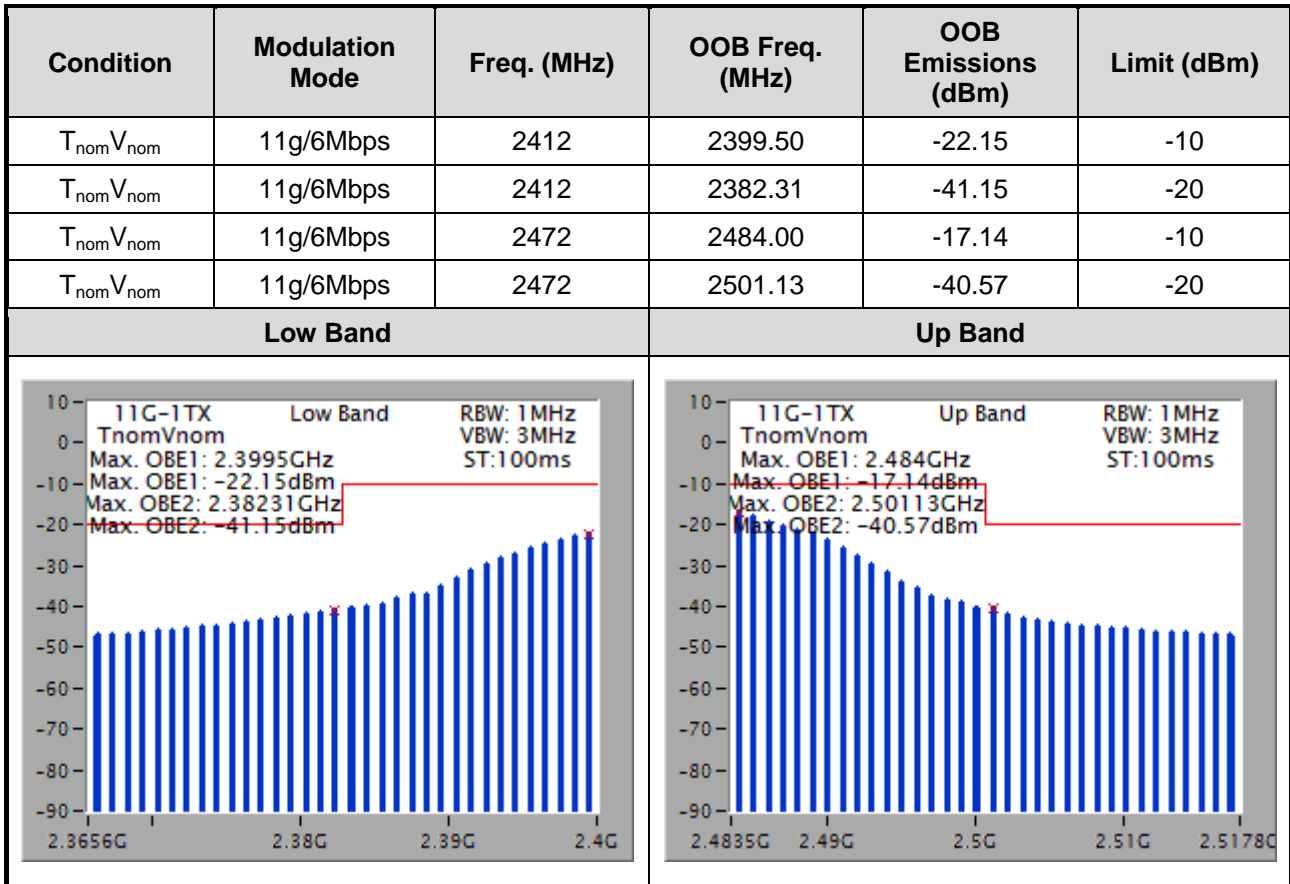 Condition Modulation Mode Freq. (MHz) OOB Freq. (MHz) OOB Emissions (dBm) Limit (dBm)
TnomVnom 11g/6Mbps 2412 2399.50 -22.15 -10
TnomVnom 11g/6Mbps 2412 2382.31 -41.15 -20
TnomVnom 11g/6Mbps 2472 2484.00 -17.14 -10
TnomVnom 11g/6Mbps 2472 2501.13 -40.57 -20
Low Band Up Band
11G-1TX Low Band RBW: 1MHz
TnomVnom VBW: 3MHz
Max. OBE1: 2.3995GHz ST:100ms
Max. OBE1: -22.15dBm
Max. OBE2: 2.38231GHz
Max. OBE2: -41.15dBm
10
0
-10
-20
-30
-40
-50
-60
-70
-80
-90
2.3656G 2.38G 2.39G 2.4G
11G-1TX Up Band RBW: 1MHz
TnomVnom VBW: 3MHz
Max. OBE1: 2.484GHz ST:100ms
Max. OBE1: -17.14dBm
Max. OBE2: 2.50113GHz
Max. OBE2: -40.57dBm
10
0
-10
-20
-30
-40
-50
-60
-70
-80
-90
2.4835G 2.49G 2.5G 2.51G 2.5178G